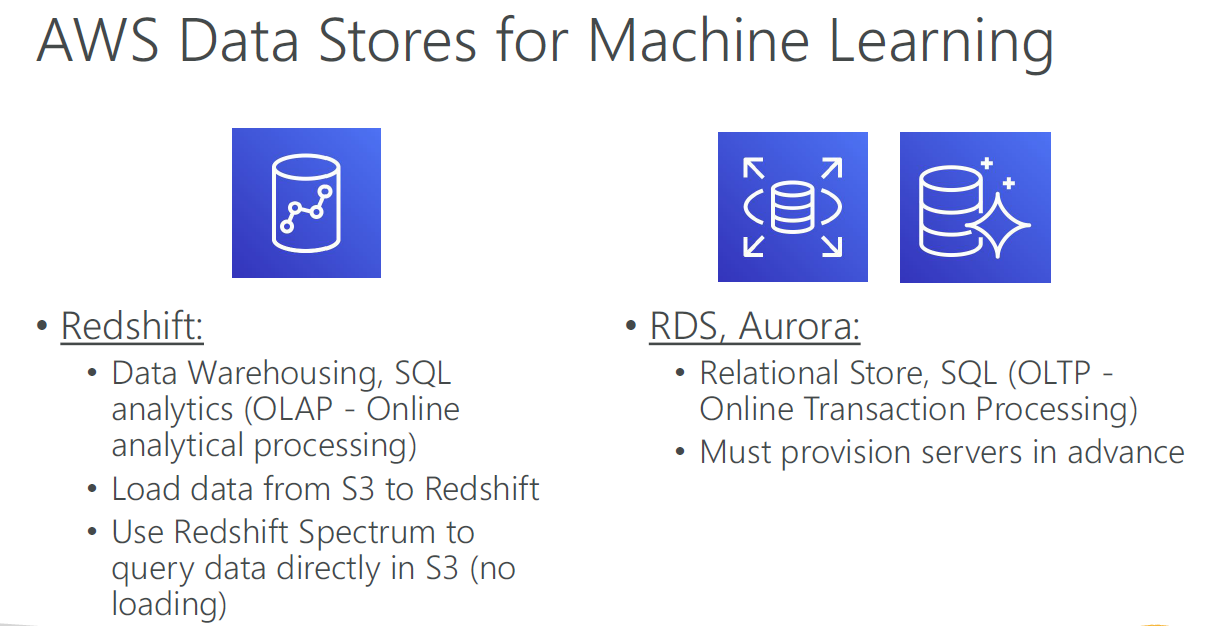 AWS Data Stores for Machine Learning
• Redshift:
• Data Warehousing, SQL
analytics (OLAP - Online
analytical processing)
• Load data from S3 to Redshift
• Use Redshift Spectrum to
query data directly in S3 (no
loading)
• RDS, Aurora:
• Relational Store, SQL (OLTP -
Online Transaction Processing)
• Must provision servers in advance